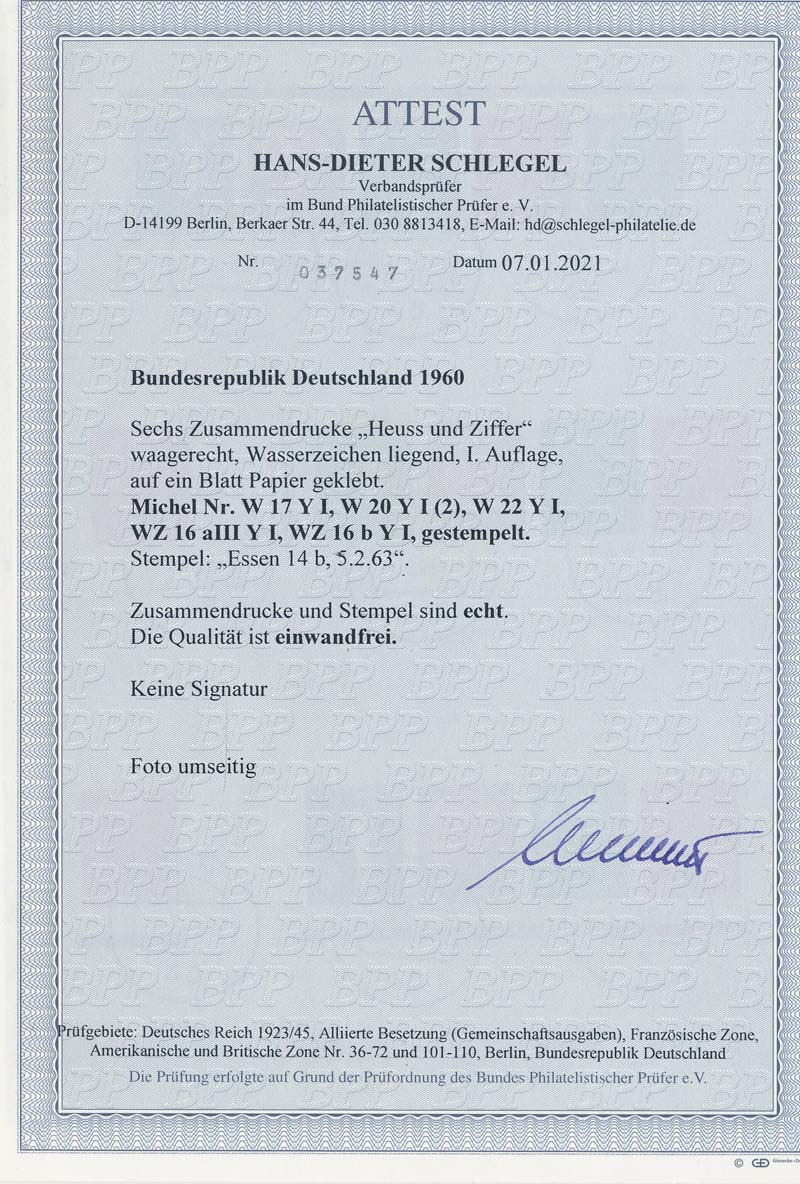 ATTEST
HANS-DIETER SCHLEGEL
Verbandsprüfer
im Bund Philatelistischer Prüfer e. V.
D-14199 Berlin, Berkaer Str. 44, Tel. 030 8813418, E-Mail: hd@schlegel-philatelie.de
Nr. 037547 Datum 07.01.2021
Bundesrepublik Deutschland 1960
Sechs Zusammendrucke „Heuss und Ziffer“
waagerecht, Wasserzeichen liegend, I. Auflage,
auf ein Blatt Papier geklebt.
Michel Nr. W 17 Y I, W 20 Y I (2), W 22 Y I,
WZ 16 aIII Y I, WZ 16 b Y I, gestempelt.
Stempel: „Essen 14 b, 5.2.63“.
Zusammendrucke und Stempel sind echt.
Die Qualität ist einwandfrei.
Keine Signatur
Foto umseitig
Prüfgebiete: Deutsches Reich 1923/45, Alliierte Besetzung (Gemeinschaftsausgaben), Französische Zone,
Amerikanische und Britische Zone Nr. 36-72 und 101-110, Berlin, Bundesrepublik Deutschland
Die Prüfung erfolgte auf Grund der Prüfordnung des Bundes Philatelistischer Prüfer e.V.
©